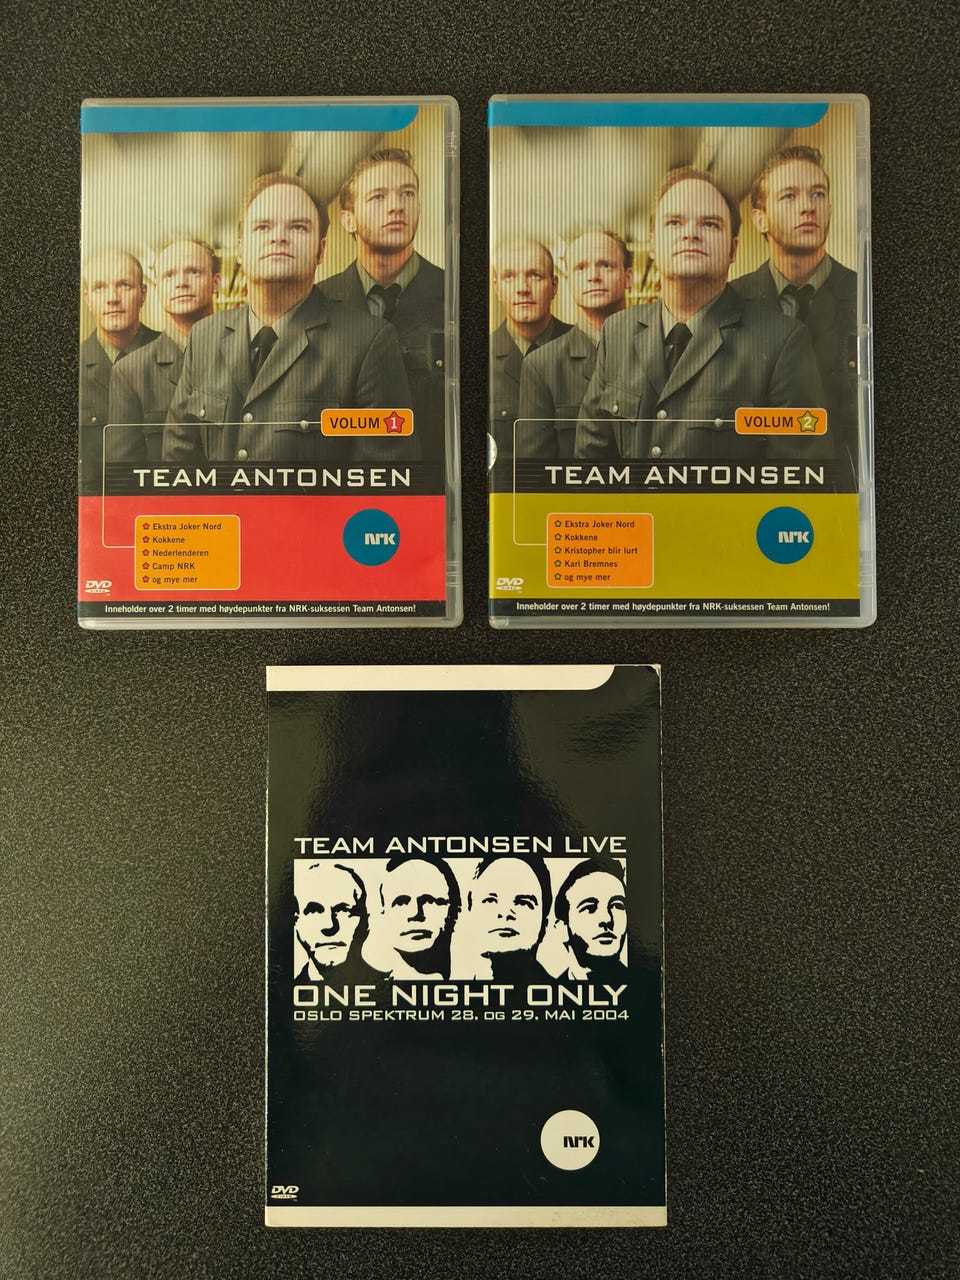 VOLUM 1
TEAM ANTONSEN
Ekstra Joker Nord
Kokkene
Nederlenderen
Camp NRK
og mye mer
NRK
DVD
VIDEO
Inneholder over 2 timer med høydepunkter fra NRK-suksessen Team Antonsen!
VOLUM 2
TEAM ANTONSEN
Ekstra Joker Nord
Kokkene
Kristopher blir lurt
Kari Bremnes
og mye mer
NRK
DVD
VIDEO
Inneholder over 2 timer med høydepunkter fra NRK-suksessen Team Antonsen!
TEAM ANTONSEN LIVE
ONE NIGHT ONLY
OSLO SPEKTRUM 28. OG 29. MAI 2004
NRK
DVD
VIDEO